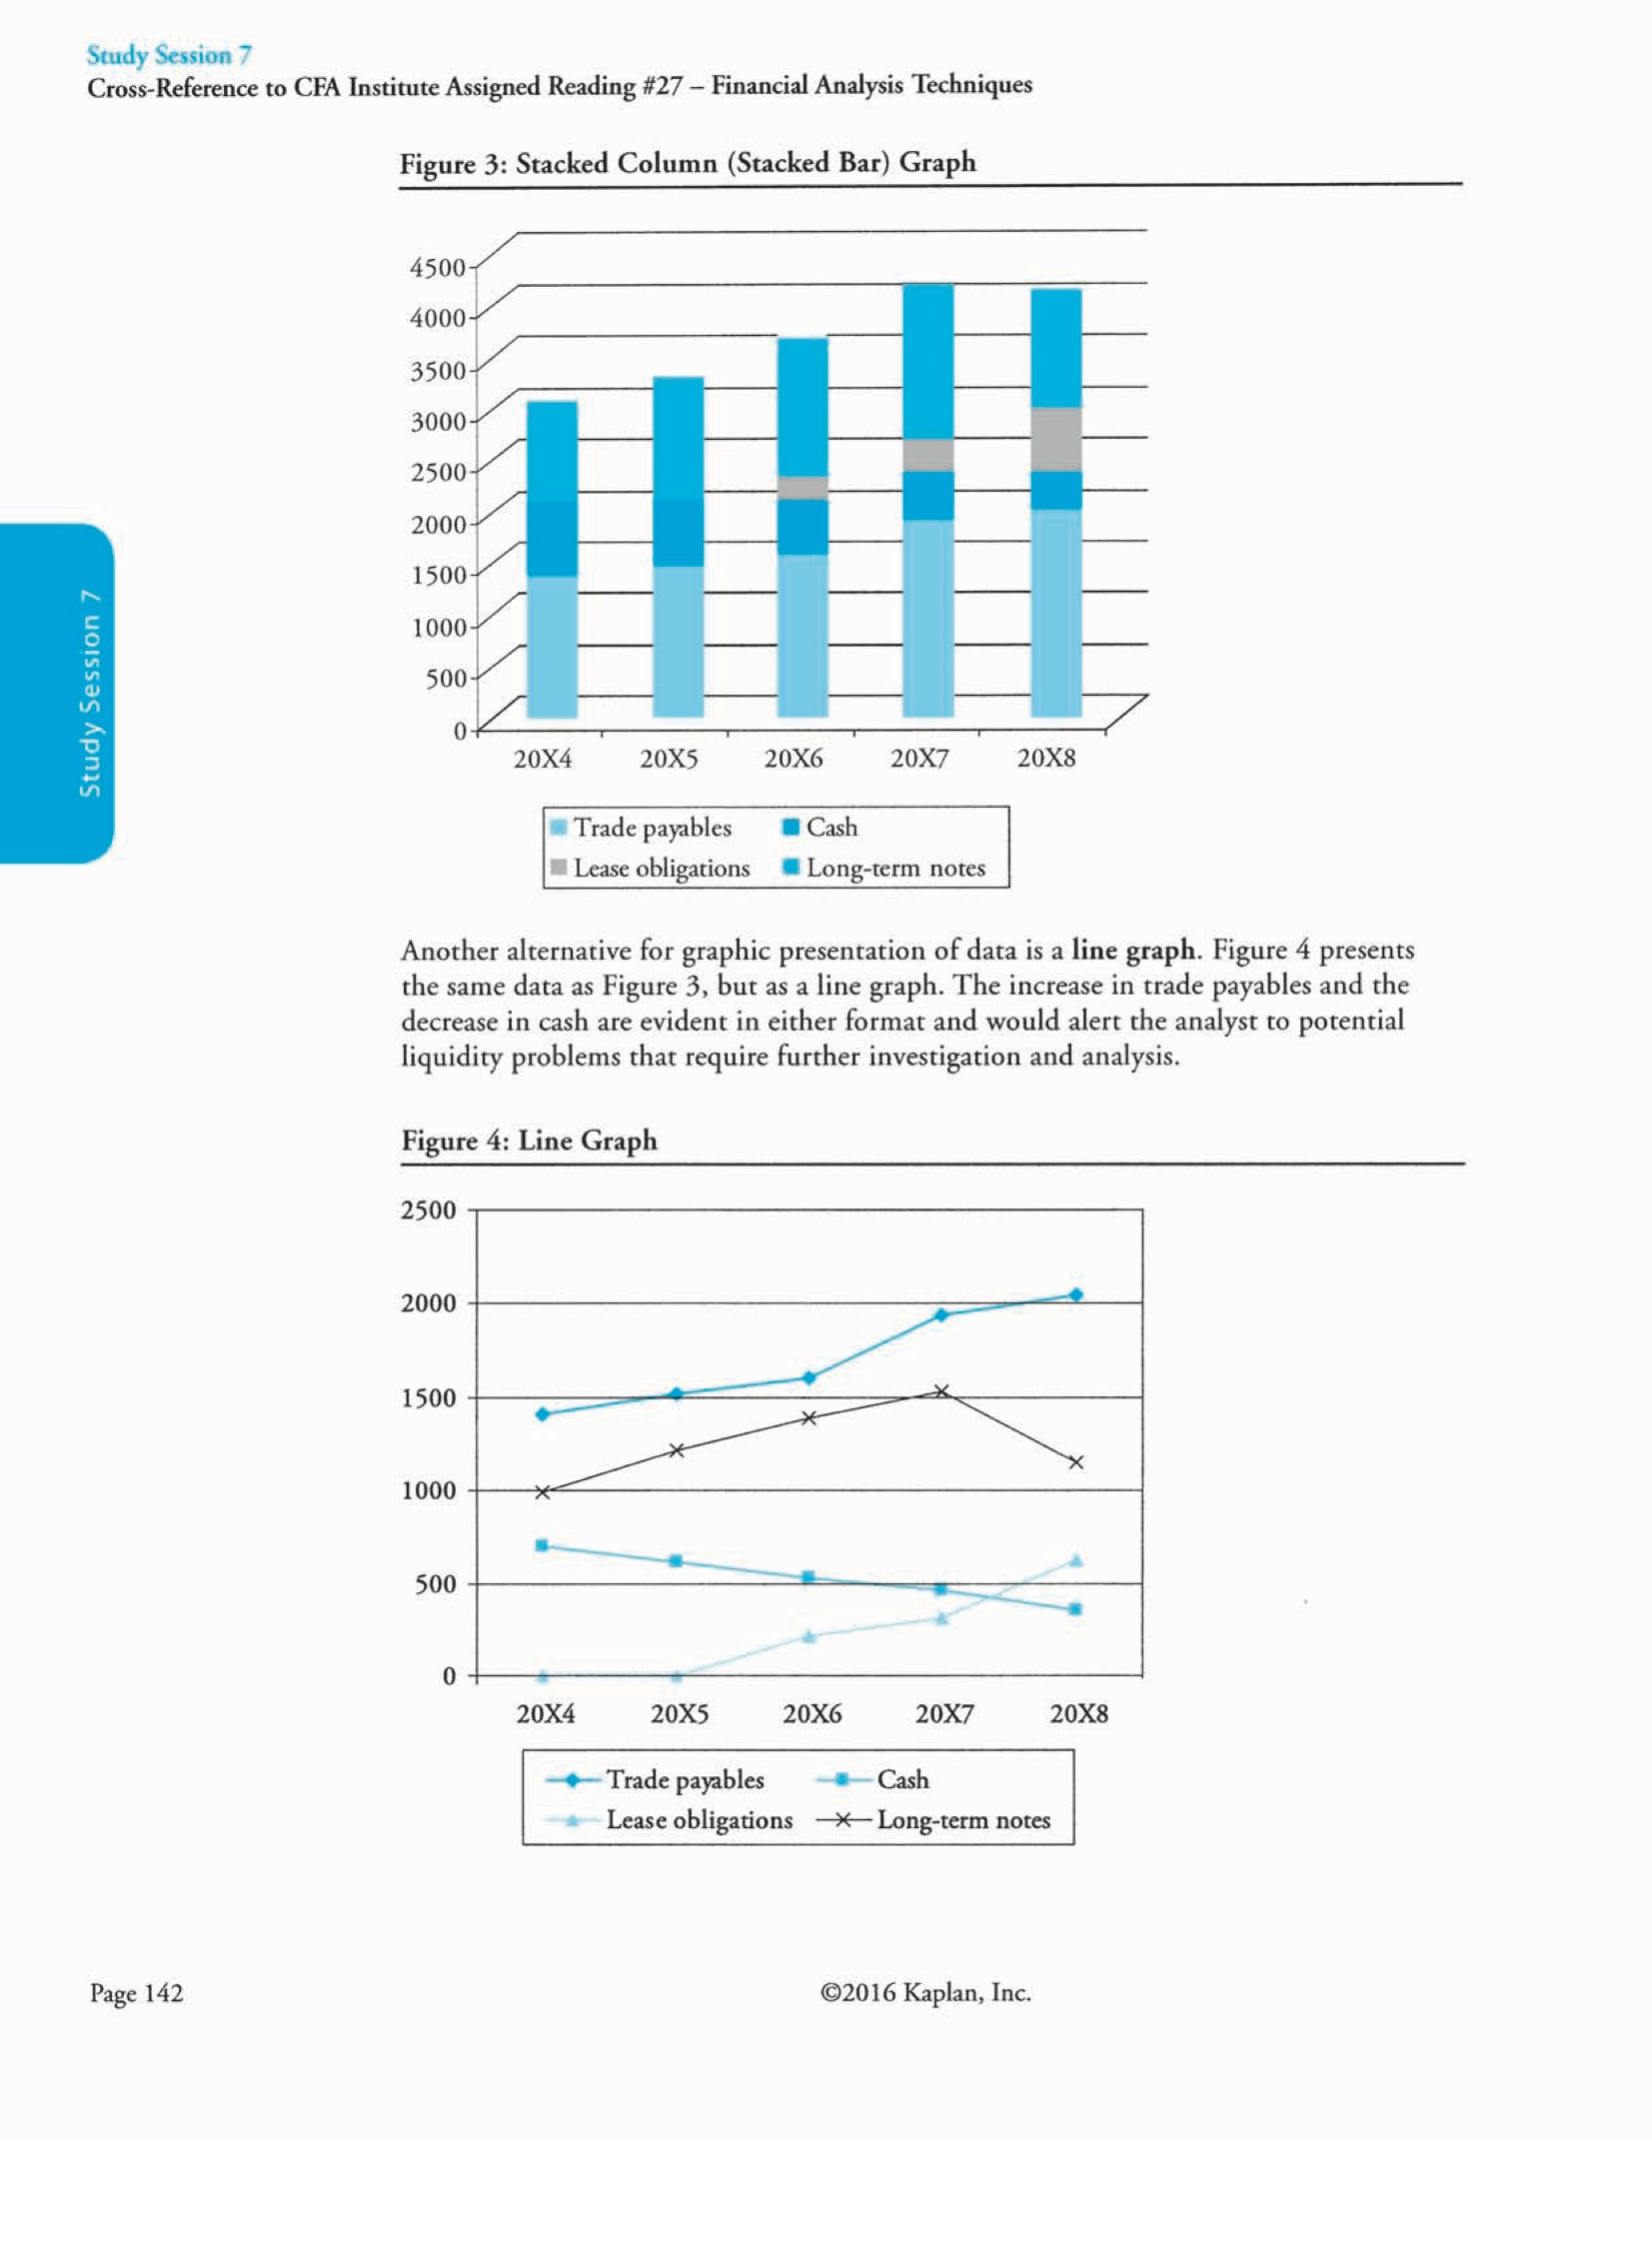 Study Session 7
Cross-Reference to CFA Institute Assigned Reading #27 – Financial Analysis Techniques
Figure 3: Stacked Column (Stacked Bar) Graph
4500
4000
3500
3000
2500
2000
1500
1000
500
0
20X4 20X5 20X6 20X7 20X8
Trade payables Cash
Lease obligations Long-term notes
Study Session 7
Another alternative for graphic presentation of data is a line graph. Figure 4 presents
the same data as Figure 3, but as a line graph. The increase in trade payables and the
decrease in cash are evident in either format and would alert the analyst to potential
liquidity problems that require further investigation and analysis.
Figure 4: Line Graph
2500
2000
1500
1000
500
0
20X4 20X5 20X6 20X7 20X8
Trade payables Cash
Lease obligations Long-term notes
Page 142 ©2016 Kaplan, Inc.